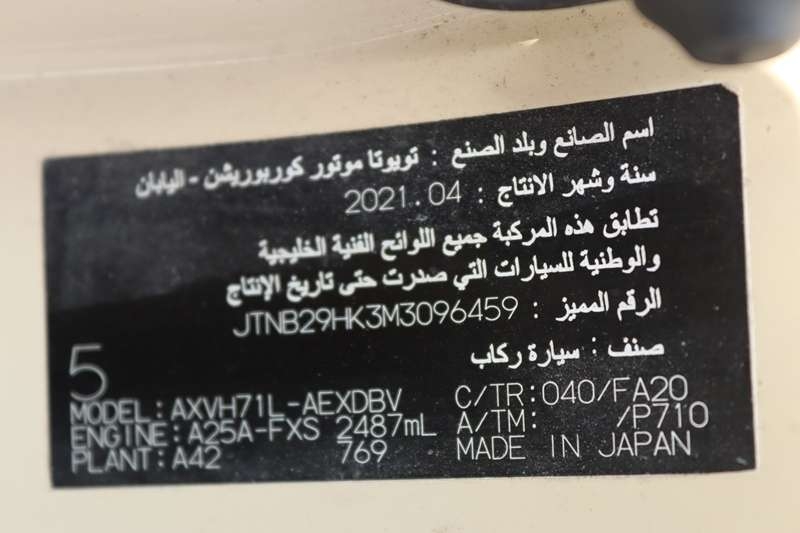 اسم الصانع وبلد الصنع : تويوتا موتور كوربوريشن - اليابان
سنة وشهر الانتاج : 2021.04
تطابق هذه المركبة جميع اللوائح الفنية الخليجية
والوطنية للسيارات التي صدرت حتى تاريخ الإنتاج
الرقم المميز : JTNB29HK3M3096459
صنف : سيارة ركاب
5
MODEL:AXVH71L-AEXDBV C/TR:040/FA20
ENGINE:A25A-FXS 2487mL A/TM: /P710
PLANT:A42 769 MADE IN JAPAN